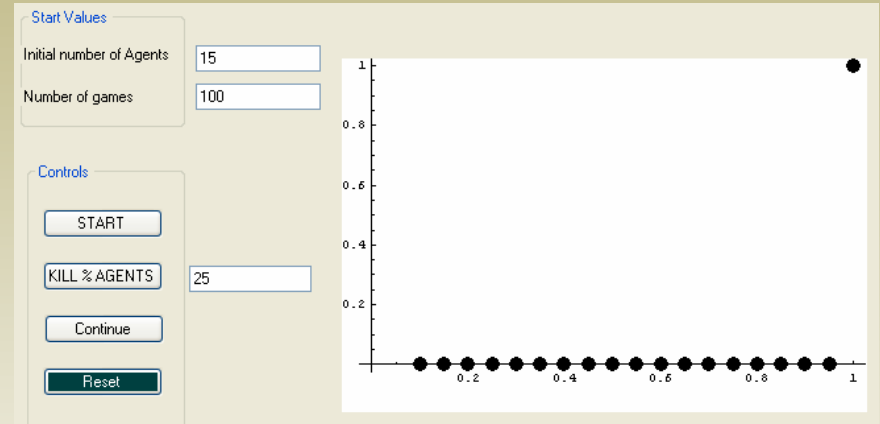 Start Values
Initial number of Agents 15
Number of games 100
Controls
START
KILL % AGENTS 25
Continue
Reset
1
0.8
0.6
0.4
0.2
0.2 0.4 0.6 0.8 1